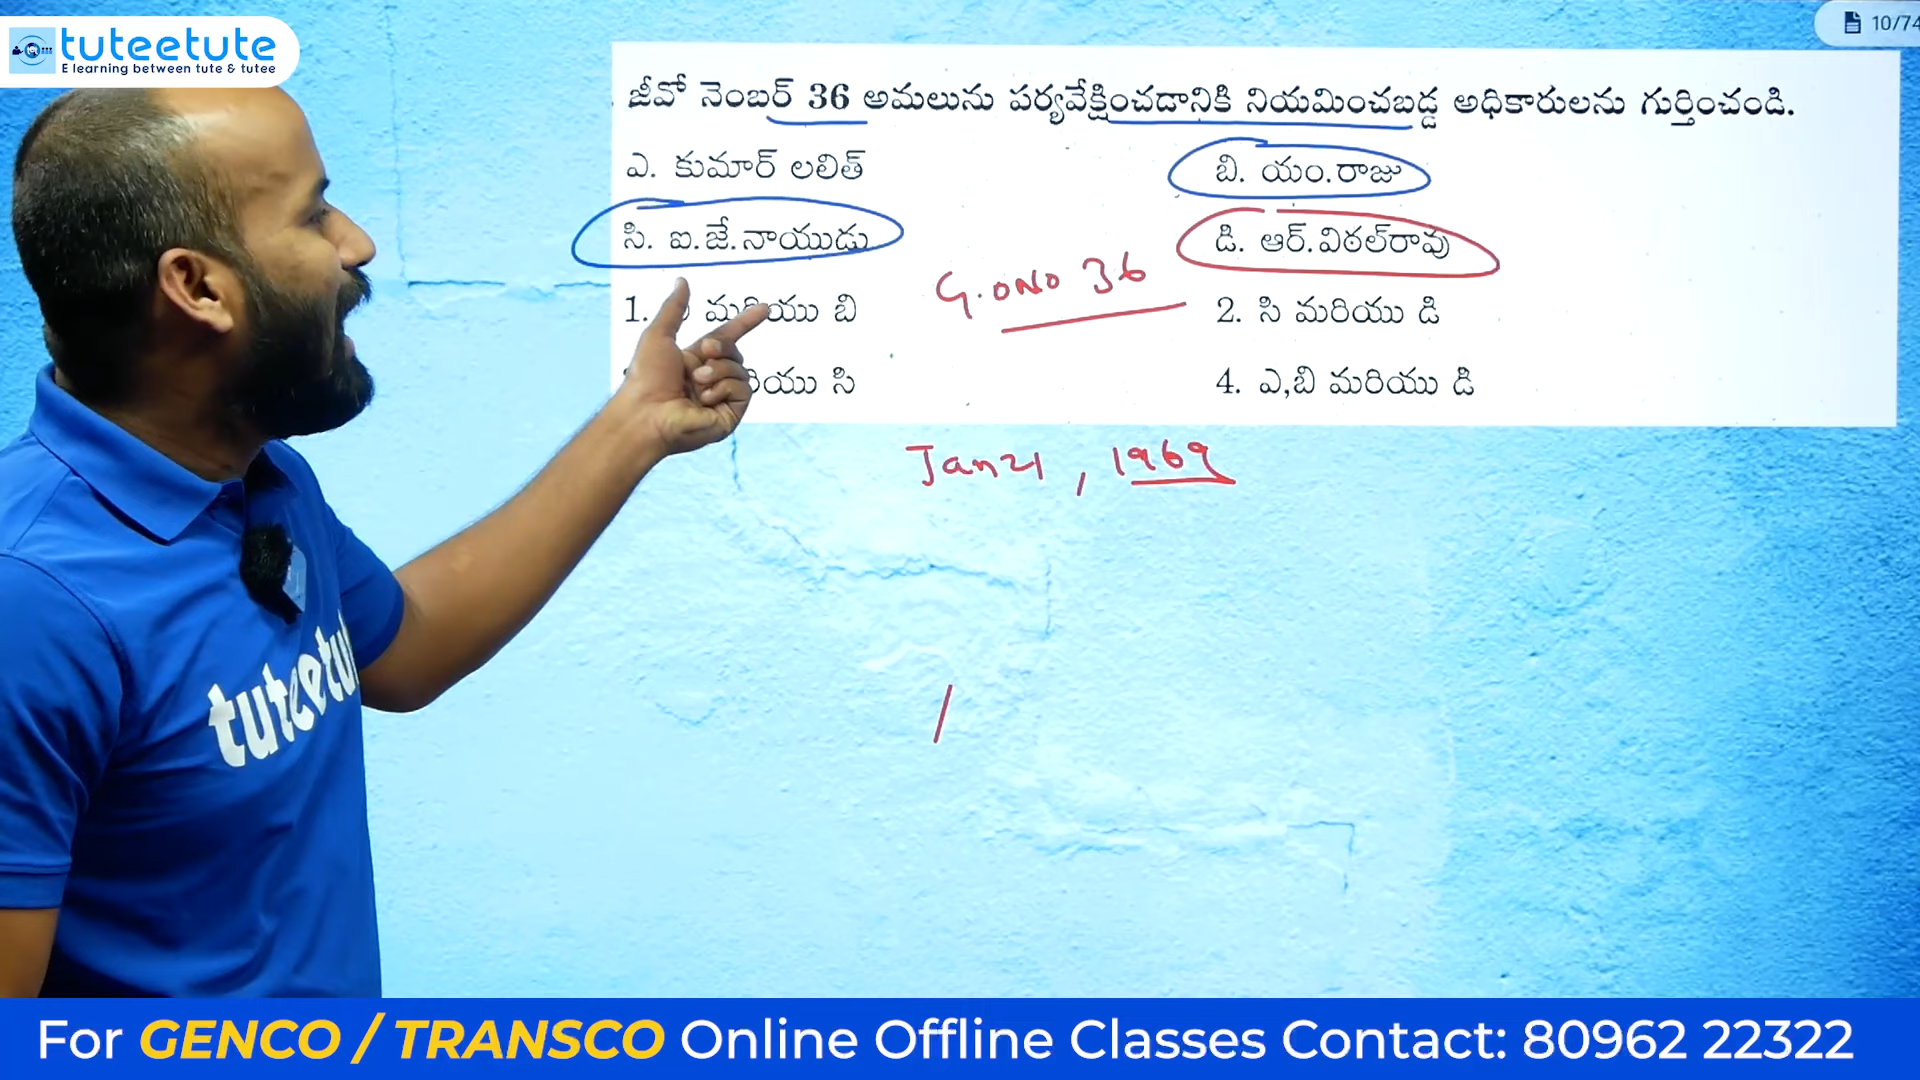 tuteetute
E learning between tute & tutee
10/74
జీవో నెంబర్ 36 అమలును పర్యవేక్షించడానికి నియమించబడ్డ అధికారులను గుర్తించండి.
ఎ. కుమార్ లలిత్
బి. యం.రాజు
సి. ఐ.జే.నాయుడు
డి. ఆర్.విఠల్‌రావు
G.O NO 36
1. మరియు బి
2. సి మరియు డి
సి
4. ఎ,బి మరియు డి
Jan 21, 1969
tuteetute
For GENCO / TRANSCO Online Offline Classes Contact: 80962 22322